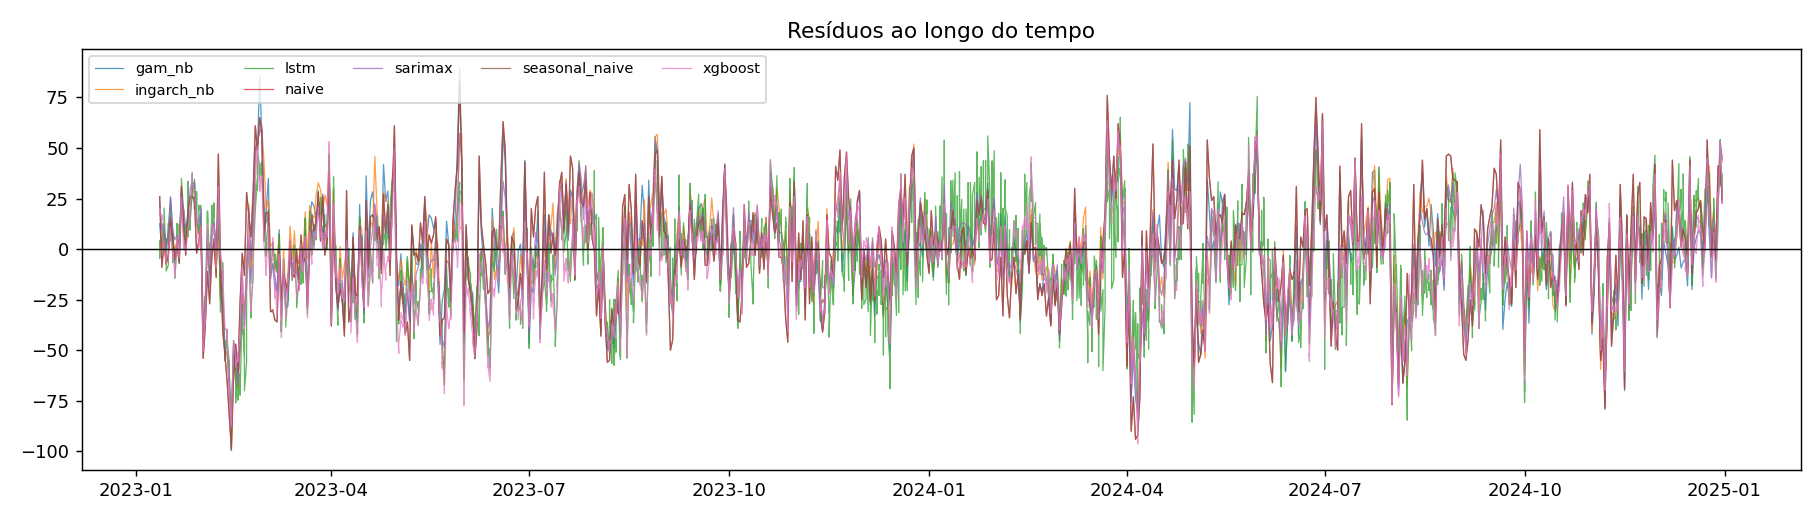 Resíduos ao longo do tempo
gam_nb lstm sarimax seasonal_naive xgboost
ingarch_nb naive
75
50
25
0
−25
−50
−75
−100
2023-01 2023-04 2023-07 2023-10 2024-01 2024-04 2024-07 2024-10 2025-01